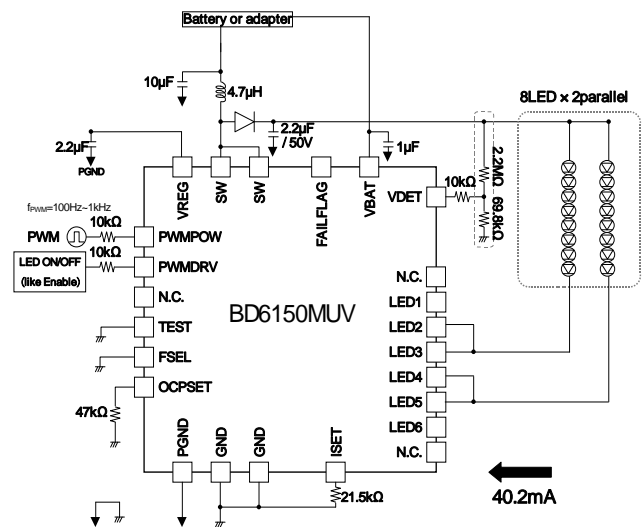 Battery or adapter
10µF
4.7µH
8LED × 2parallel
2.2µF
/ 50V
2.2µF
PGND
1µF
2.2MΩ
10kΩ
69.8kΩ
VREG
SW
SW
FAILFLAG
VBAT
VDET
fPWM=100Hz~1kHz
10kΩ
PWM
PWMPOW
10kΩ
LED ON/OFF
(like Enable)
PWMDRV
N.C.
N.C.
LED1
BD6150MUV
TEST
LED2
FSEL
LED3
OCPSET
LED4
47kΩ
LED5
LED6
N.C.
PGND
GND
GND
ISET
21.5kΩ
40.2mA